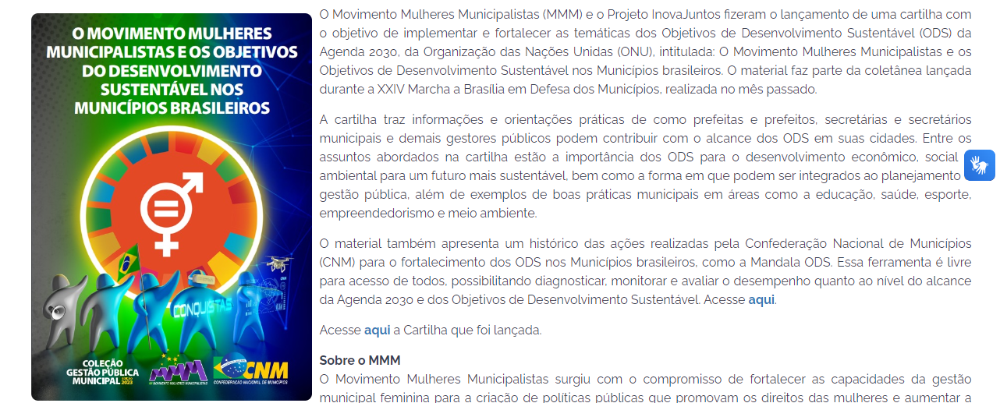 O MOVIMENTO MULHERES
MUNICIPALISTAS E OS OBJETIVOS
DO DESENVOLVIMENTO
SUSTENTÁVEL NOS
MUNICÍPIOS BRASILEIROS
CONQUISTAS
COLEÇÃO
GESTÃO PÚBLICA
MUNICIPAL
2023
MMM
MOVIMENTO MULHERES MUNICIPALISTAS
CNM
CONFEDERAÇÃO NACIONAL DE MUNICÍPIOS
O Movimento Mulheres Municipalistas (MMM) e o Projeto InovaJuntos fizeram o lançamento de uma cartilha com
o objetivo de implementar e fortalecer as temáticas dos Objetivos de Desenvolvimento Sustentável (ODS) da
Agenda 2030, da Organização das Nações Unidas (ONU), intitulada: O Movimento Mulheres Municipalistas e os
Objetivos de Desenvolvimento Sustentável nos Municípios brasileiros. O material faz parte da coletânea lançada
durante a XXIV Marcha a Brasília em Defesa dos Municípios, realizada no mês passado.
A cartilha traz informações e orientações práticas de como prefeitas e prefeitos, secretárias e secretários
municipais e demais gestores públicos podem contribuir com o alcance dos ODS em suas cidades. Entre os
assuntos abordados na cartilha estão a importância dos ODS para o desenvolvimento econômico, social
ambiental para um futuro mais sustentável, bem como a forma em que podem ser integrados ao planejamento
gestão pública, além de exemplos de boas práticas municipais em áreas como a educação, saúde, esporte,
empreendedorismo e meio ambiente.
O material também apresenta um histórico das ações realizadas pela Confederação Nacional de Municípios
(CNM) para o fortalecimento dos ODS nos Municípios brasileiros, como a Mandala ODS. Essa ferramenta é livre
para acesso de todos, possibilitando diagnosticar, monitorar e avaliar o desempenho quanto ao nível do alcance
da Agenda 2030 e dos Objetivos de Desenvolvimento Sustentável. Acesse aqui.
Acesse aqui a Cartilha que foi lançada.
Sobre o MMM
O Movimento Mulheres Municipalistas surgiu com o compromisso de fortalecer as capacidades da gestão
municipal feminina para a criação de políticas públicas que promovam os direitos das mulheres e aumentar a